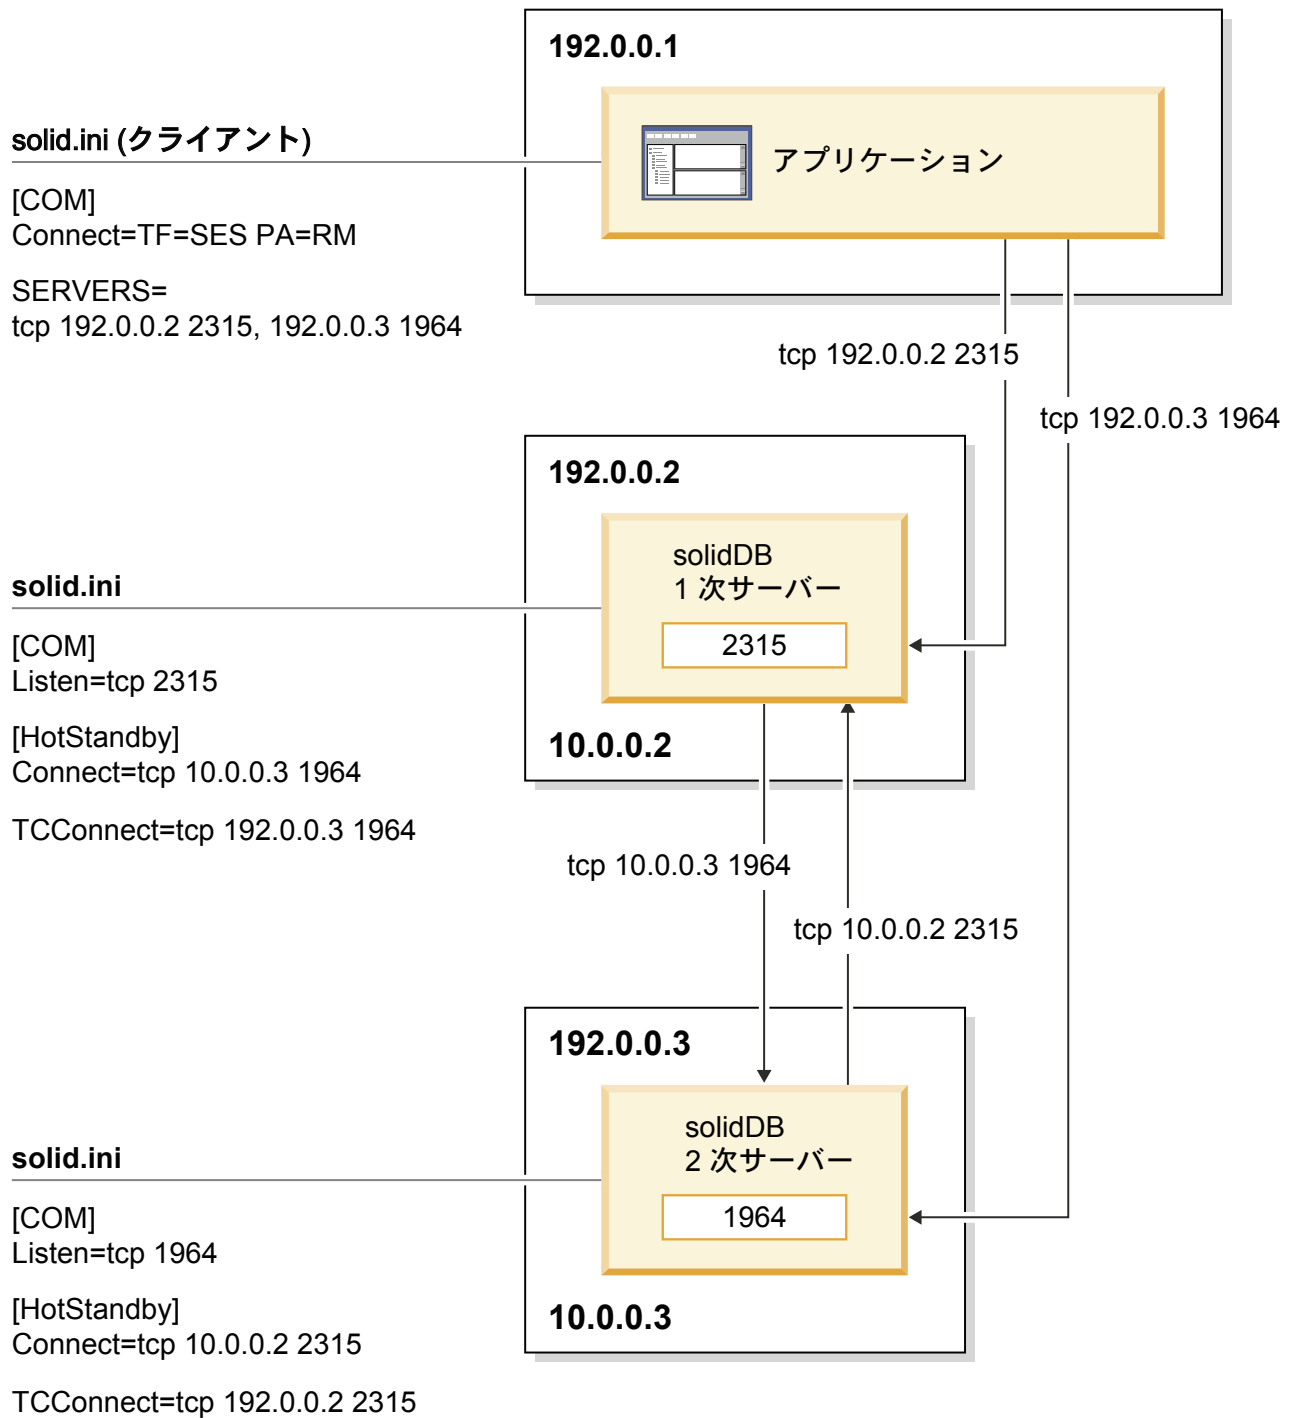 192.0.0.1
アプリケーション
solid.ini (クライアント)
[COM]
Connect=TF=SES PA=RM
SERVERS=
tcp 192.0.0.2 2315, 192.0.0.3 1964
tcp 192.0.0.2 2315
tcp 192.0.0.3 1964
192.0.0.2
solidDB
1 次サーバー
2315
10.0.0.2
solid.ini
[COM]
Listen=tcp 2315
[HotStandby]
Connect=tcp 10.0.0.3 1964
TCConnect=tcp 192.0.0.3 1964
tcp 10.0.0.3 1964
tcp 10.0.0.2 2315
192.0.0.3
solidDB
2 次サーバー
1964
10.0.0.3
solid.ini
[COM]
Listen=tcp 1964
[HotStandby]
Connect=tcp 10.0.0.2 2315
TCConnect=tcp 192.0.0.2 2315